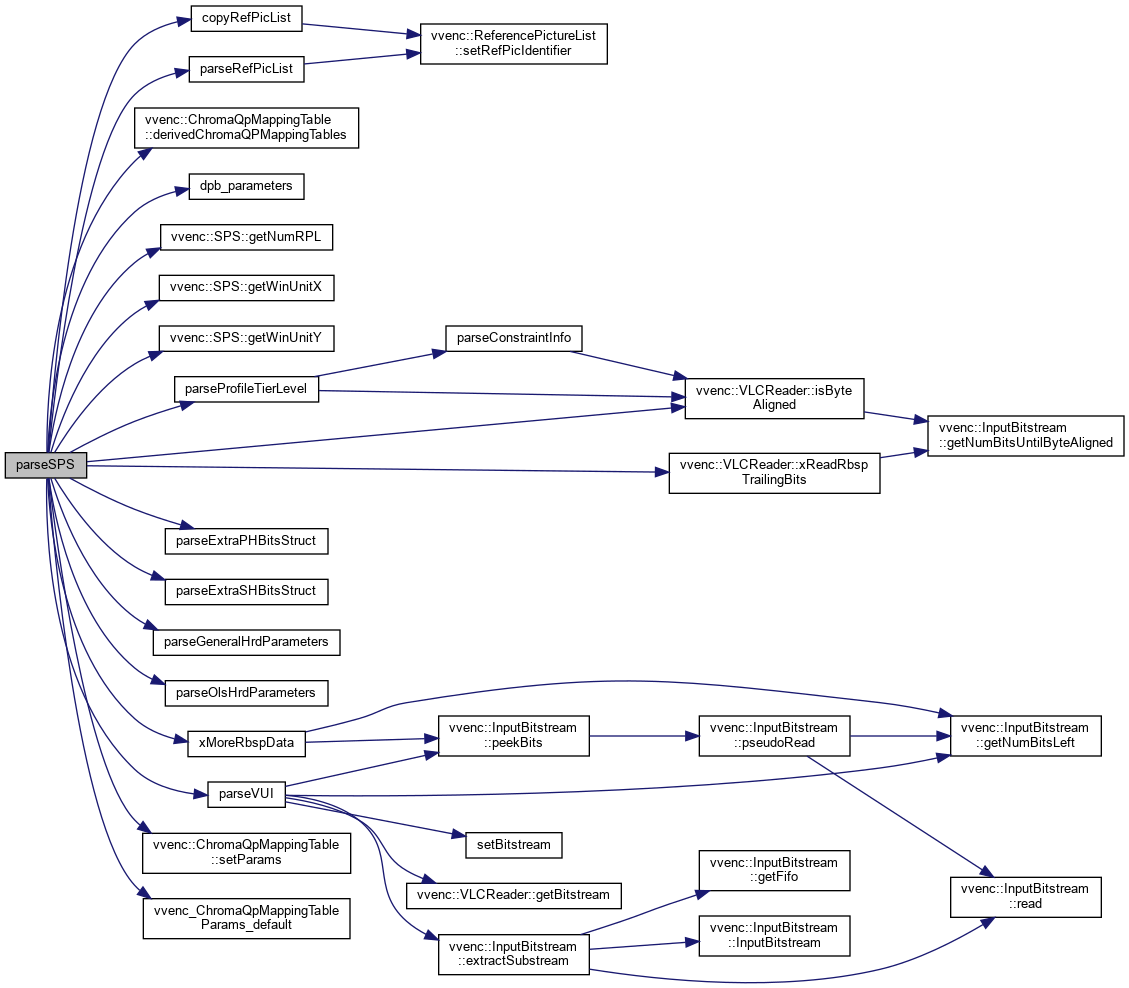 copyRefPicList
vvenc::ReferencePictureList
::setRefPicIdentifier
parseRefPicList
vvenc::ChromaQpMappingTable
::derivedChromaQPMappingTables
dpb_parameters
vvenc::SPS::getNumRPL
vvenc::SPS::getWinUnitX
vvenc::SPS::getWinUnitY
parseConstraintInfo
parseProfileTierLevel
vvenc::VLCReader::isByte
Aligned
vvenc::InputBitstream
::getNumBitsUntilByteAligned
parseSPS
vvenc::VLCReader::xReadRbsp
TrailingBits
parseExtraPHBitsStruct
parseExtraSHBitsStruct
parseGeneralHrdParameters
parseOlsHrdParameters
xMoreRbspData
vvenc::InputBitstream
::peekBits
vvenc::InputBitstream
::pseudoRead
vvenc::InputBitstream
::getNumBitsLeft
parseVUI
setBitstream
vvenc::ChromaQpMappingTable
::setParams
vvenc::InputBitstream
::getFifo
vvenc::VLCReader::getBitstream
vvenc::InputBitstream
::read
vvenc_ChromaQpMappingTable
Params_default
vvenc::InputBitstream
::InputBitstream
vvenc::InputBitstream
::extractSubstream